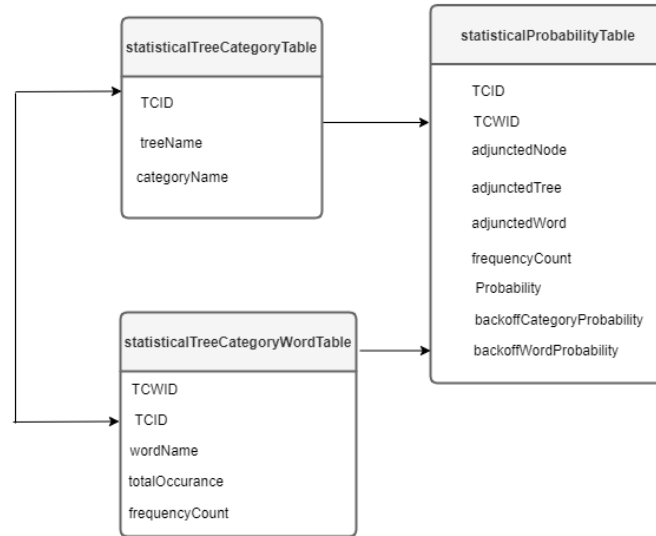 statisticalTreeCategoryTable
TCID
treeName
categoryName
statisticalProbabilityTable
TCID
TCWID
adjunctedNode
adjunctedTree
adjunctedWord
frequencyCount
Probability
backoffCategoryProbability
backoffWordProbability
statisticalTreeCategoryWordTable
TCWID
TCID
wordName
totalOccurance
frequencyCount